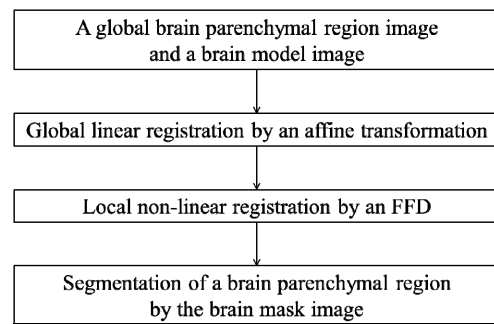 A global brain parenchymal region image
and a brain model image
Global linear registration by an affine transformation
Local non-linear registration by an FFD
Segmentation of a brain parenchymal region
by the brain mask image